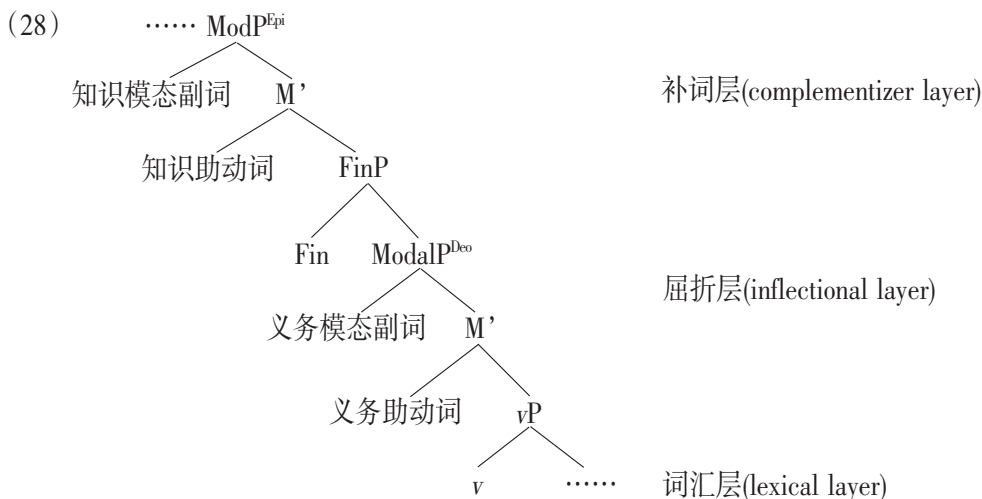 (28) …… ModP^Epi
知识模态副词 M’ 补词层(complementizer layer)
知识助动词 FinP
Fin ModalP^Deo
屈折层(inflectional layer)
义务模态副词 M’
义务助动词 vP
v …… 词汇层(lexical layer)